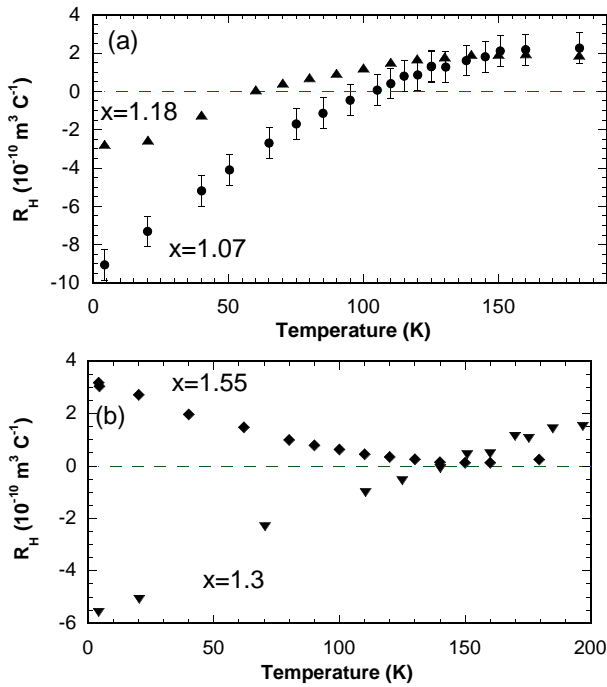 (a)
4
2
0
-2
-4
-6
-8
-10
R_H (10^-10 m^3 C^-1)
x=1.18
x=1.07
0 50 100 150
Temperature (K)
(b)
4
2
0
-2
-4
-6
R_H (10^-10 m^3 C^-1)
x=1.55
x=1.3
0 50 100 150 200
Temperature (K)